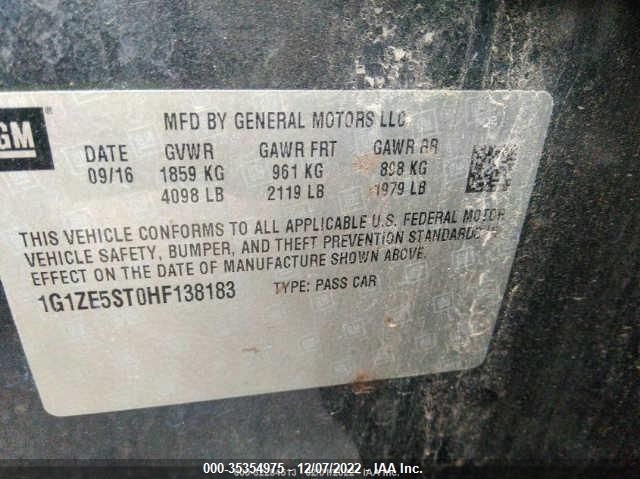 GM
MFD BY GENERAL MOTORS LLC
DATE GVWR GAWR FRT GAWR RR
09/16 1859 KG 961 KG 898 KG
4098 LB 2119 LB 1979 LB
THIS VEHICLE CONFORMS TO ALL APPLICABLE U.S. FEDERAL MOTOR
VEHICLE SAFETY, BUMPER, AND THEFT PREVENTION STANDARDS IN
EFFECT ON THE DATE OF MANUFACTURE SHOWN ABOVE.
1G1ZE5ST0HF138183 TYPE: PASS CAR
000-35354975 - 12/07/2022 - IAA Inc.